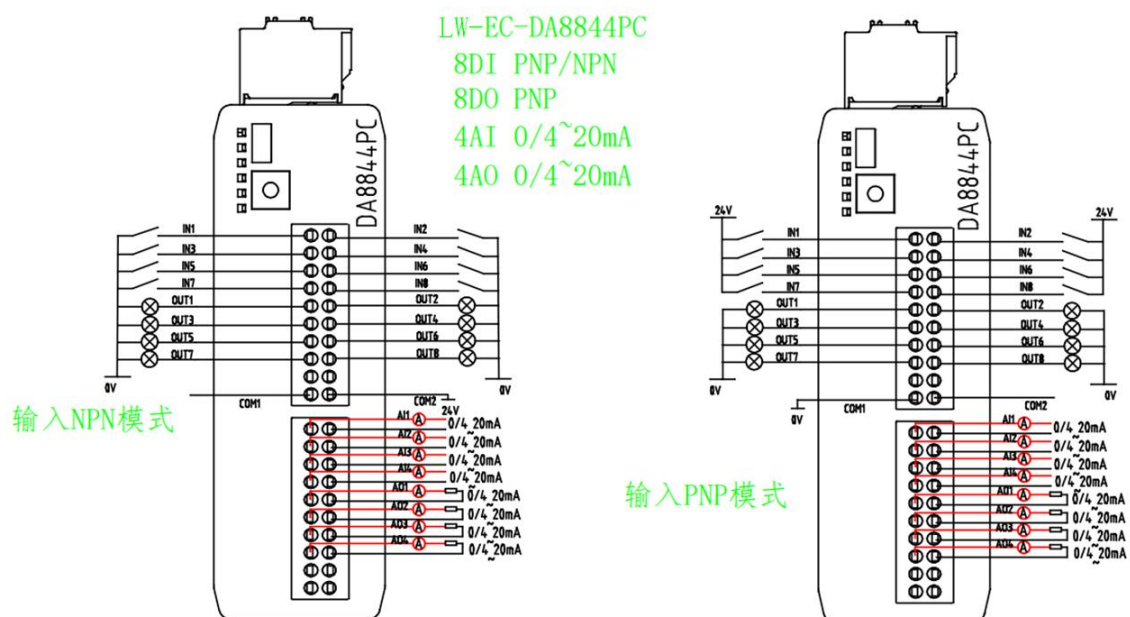 LW-EC-DA8844PC
8DI PNP/NPN
8DO PNP
4AI 0/4~20mA
4AO 0/4~20mA
DA8844PC
IN1
IN3
IN5
IN7
OUT1
OUT3
OUT5
OUT7
0V
COM1
IN2
IN4
IN6
IN8
OUT2
OUT4
OUT6
OUT8
0V
COM2
24V
输入NPN模式
AI1
0/4~20mA
AI2
0/4~20mA
AI3
0/4~20mA
AI4
0/4~20mA
AO1
0/4~20mA
AO2
0/4~20mA
AO3
0/4~20mA
AO4
0/4~20mA
DA8844PC
24V
IN1
IN3
IN5
IN7
OUT1
OUT3
OUT5
OUT7
0V
0V
COM1
24V
IN2
IN4
IN6
IN8
OUT2
OUT4
OUT6
OUT8
0V
COM2
输入PNP模式
AI1
0/4~20mA
AI2
0/4~20mA
AI3
0/4~20mA
AI4
0/4~20mA
AO1
0/4~20mA
AO2
0/4~20mA
AO3
0/4~20mA
AO4
0/4~20mA